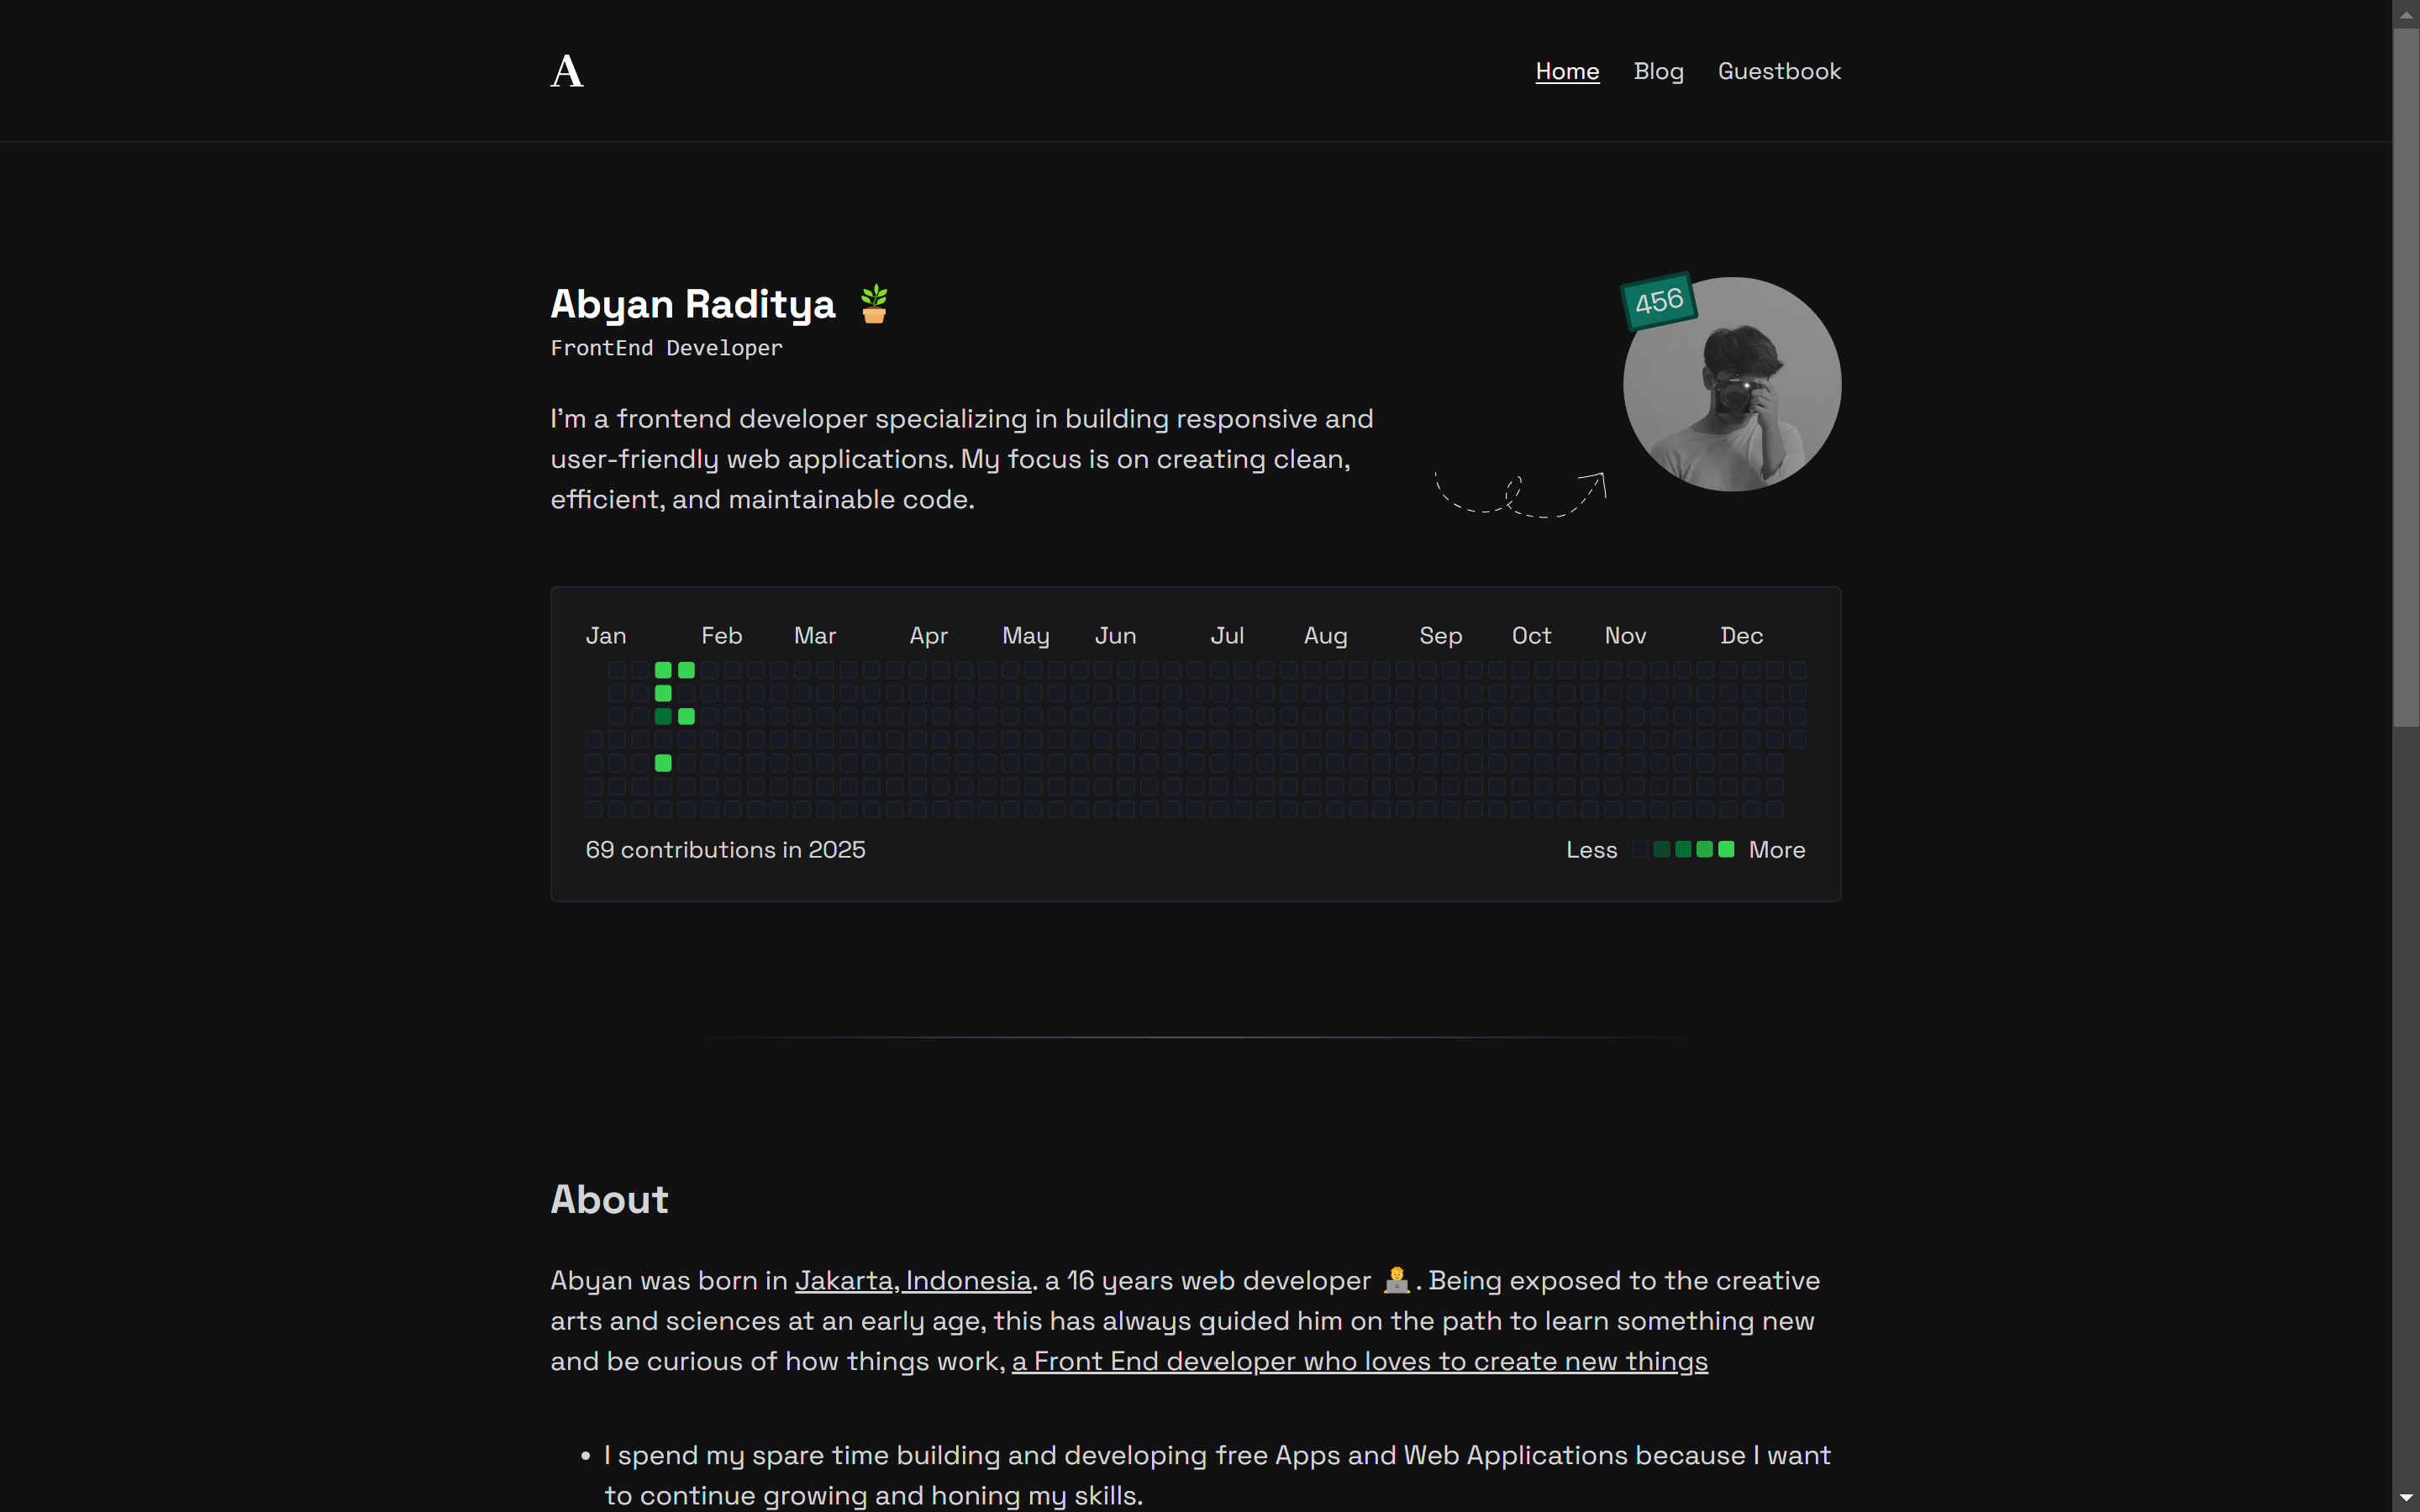 A
Home Blog Guestbook
Abyan Raditya
FrontEnd Developer
456
I'm a frontend developer specializing in building responsive and
user-friendly web applications. My focus is on creating clean,
efficient, and maintainable code.
Jan Feb Mar Apr May Jun Jul Aug Sep Oct Nov Dec
69 contributions in 2025
Less More
About
Abyan was born in Jakarta, Indonesia. a 16 years web developer 🧑‍💻. Being exposed to the creative
arts and sciences at an early age, this has always guided him on the path to learn something new
and be curious of how things work, a Front End developer who loves to create new things
• I spend my spare time building and developing free Apps and Web Applications because I want
to continue growing and honing my skills.